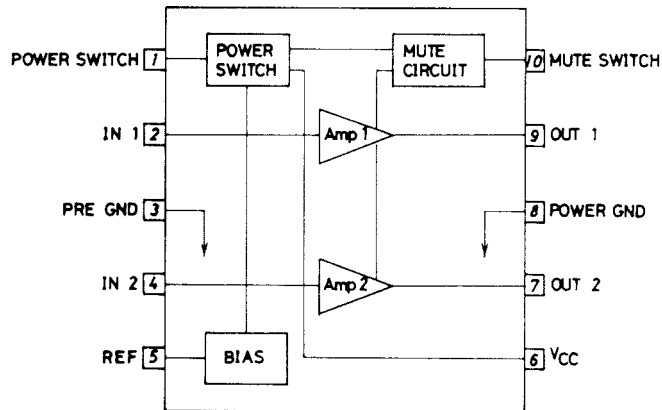 POWER SWITCH 1
POWER SWITCH
MUTE CIRCUIT
10 MUTE SWITCH
IN 1 2
Amp 1
9 OUT 1
PRE GND 3
8 POWER GND
IN 2 4
Amp 2
7 OUT 2
REF 5
BIAS
6 VCC